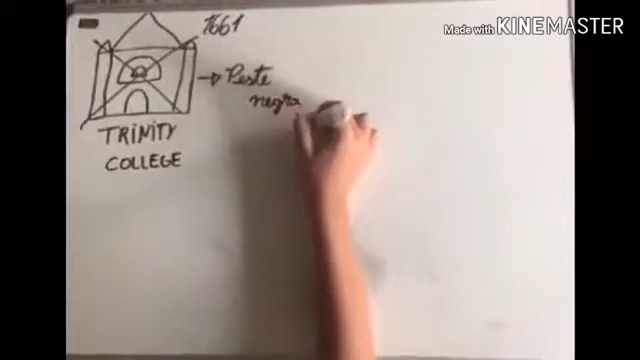 Made with KINEMASTER
1661
Peste
negra
TRINITY
COLLEGE